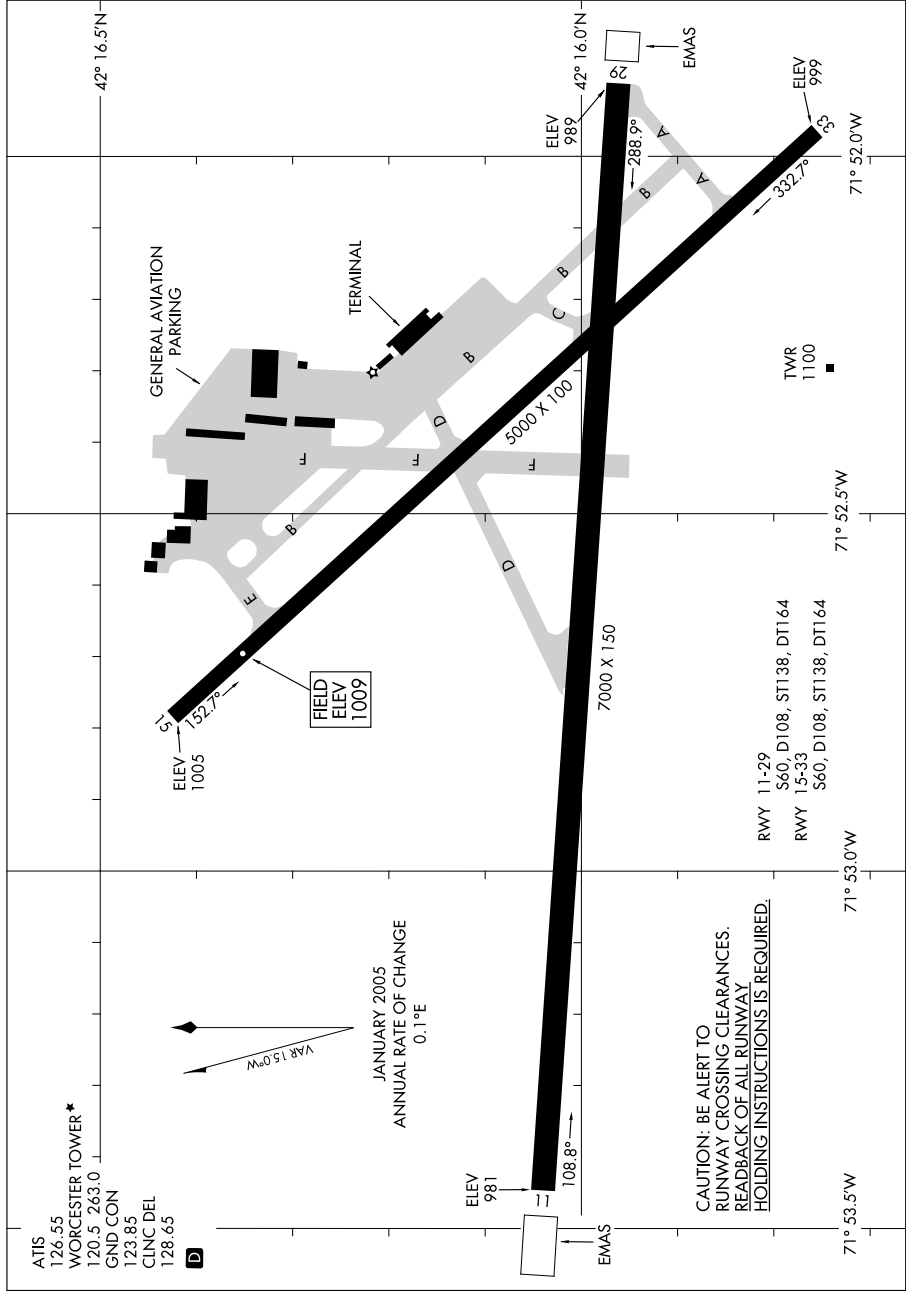 ATIS
126.55
WORCESTER TOWER★
120.5 263.0
GND CON
123.85
CLNC DEL
128.65
D
VAR 15.0°W
JANUARY 2005
ANNUAL RATE OF CHANGE
0.1°E
42° 16.5'N
42° 16.0'N
GENERAL AVIATION
PARKING
TERMINAL
15
152.7°
ELEV
1005
FIELD
ELEV
1009
E
B
F
F
F
D
D
B
C
B
B
A
A
5000 X 100
7000 X 150
ELEV
989
29
288.9°
EMAS
ELEV
999
33
332.7°
TWR
1100
ELEV
981
11
108.8°
EMAS
RWY 11-29
S60, D108, ST138, DT164
RWY 15-33
S60, D108, ST138, DT164
CAUTION: BE ALERT TO
RUNWAY CROSSING CLEARANCES.
READBACK OF ALL RUNWAY
HOLDING INSTRUCTIONS IS REQUIRED.
71° 53.5'W
71° 53.0'W
71° 52.5'W
71° 52.0'W